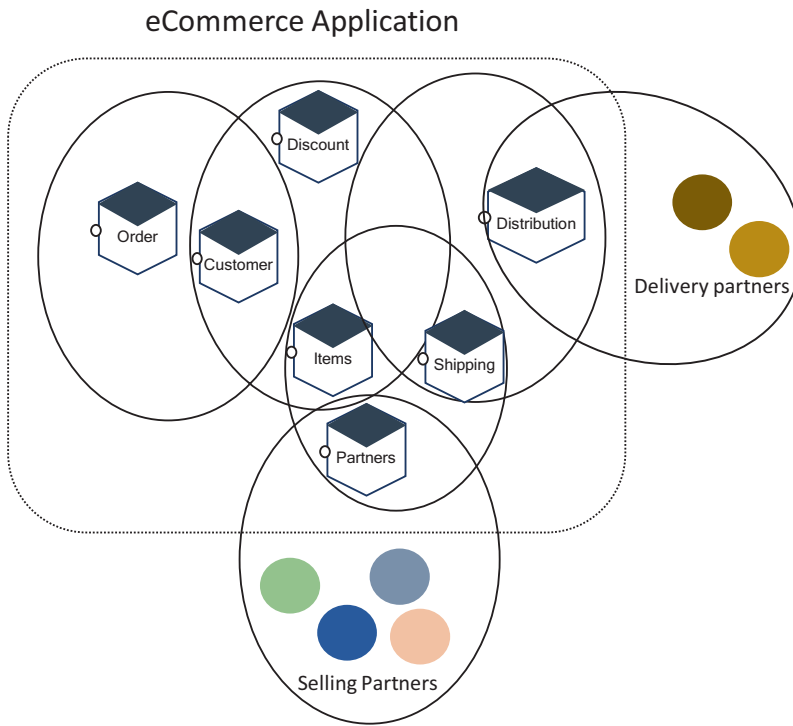 eCommerce Application
Discount
Order
Customer
Distribution
Delivery partners
Items
Shipping
Partners
Selling Partners